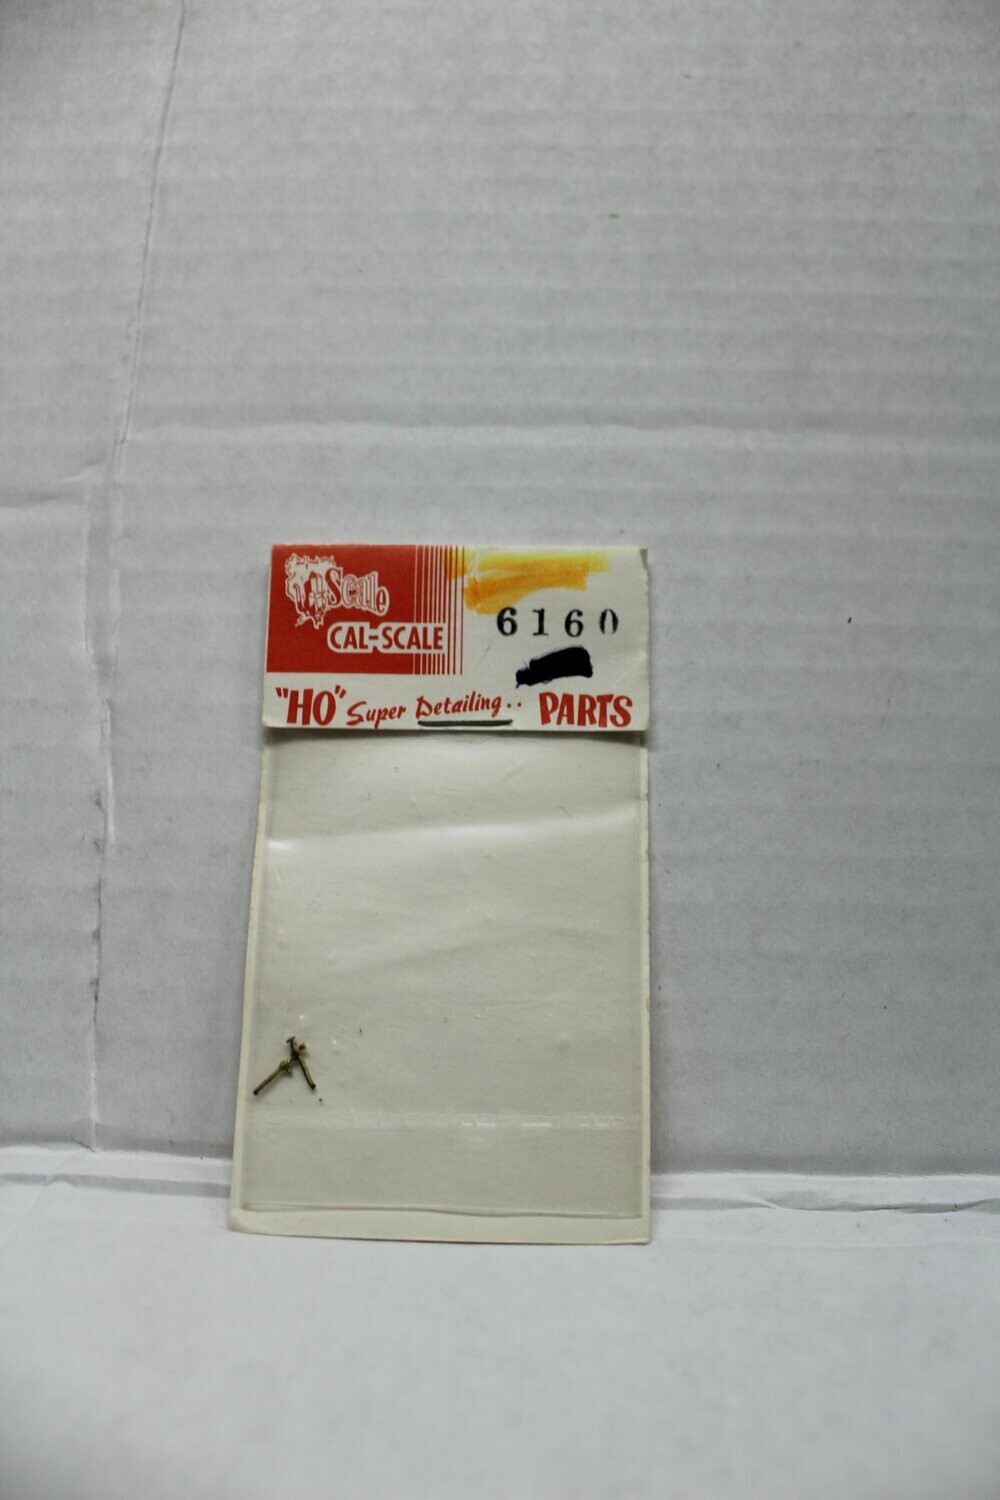 Scale
CAL-SCALE
6160
"HO" Super Detailing.. PARTS